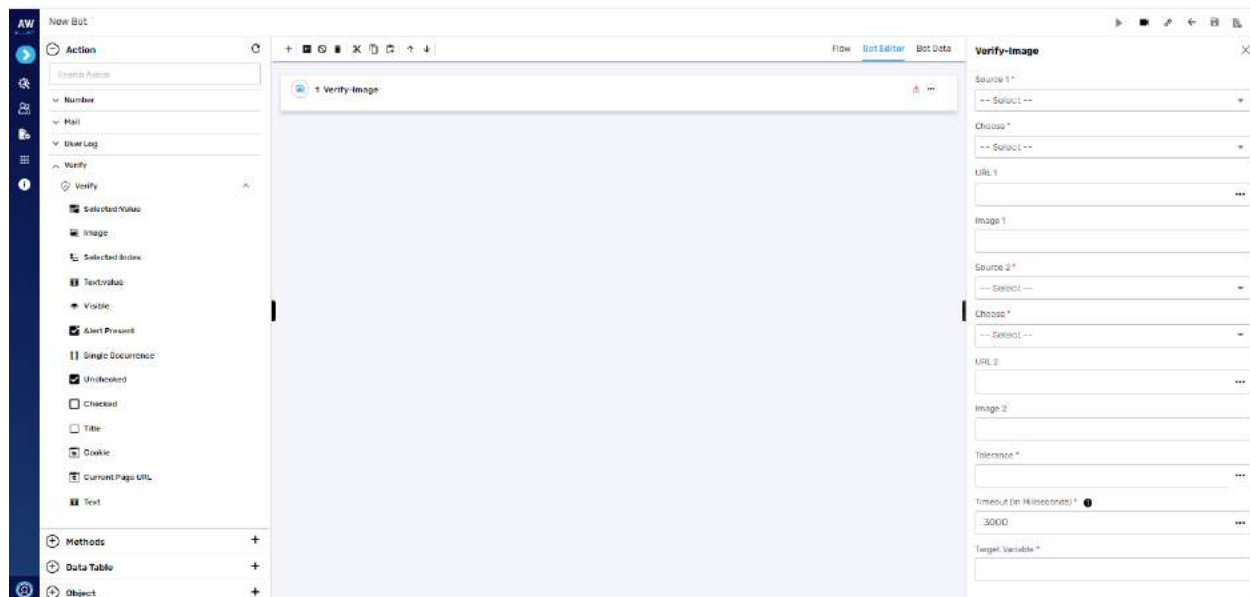 AW
New Bot
Action
Search Action
Number
Mail
User Log
Verify
Verify
Selected:Value
Image
Selected:Index
Text:value
Visible
Alert Present
Single Occurrence
Unchecked
Checked
Title
Cookie
Current Page URL
Text
Methods
Data Table
Object
Flow Bot Editor Bot Data
1 Verify-Image
Verify-Image
Source 1 *
-- Select --
Choose *
-- Select --
URL 1
Image 1
Source 2 *
-- Select --
Choose *
-- Select --
URL 2
Image 2
Tolerance *
Timeout (in Milliseconds) *
3000
Target Variable *